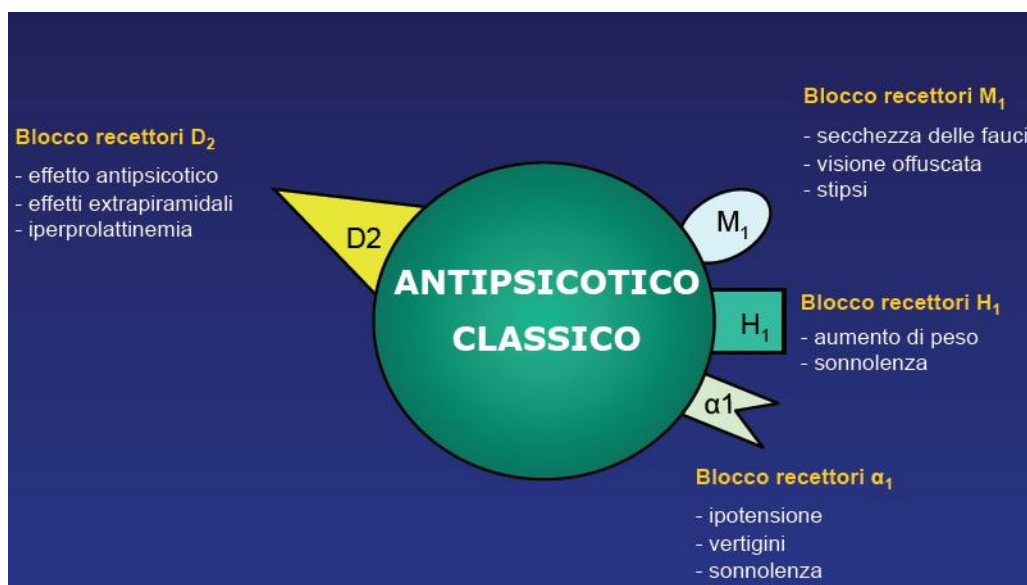 Blocco recettori D2
- effetto antipsicotico
- effetti extrapiramidali
- iperprolattinemia
D2
ANTIPSICOTICO
CLASSICO
M1
H1
α1
Blocco recettori M1
- secchezza delle fauci
- visione offuscata
- stipsi
Blocco recettori H1
- aumento di peso
- sonnolenza
Blocco recettori α1
- ipotensione
- vertigini
- sonnolenza